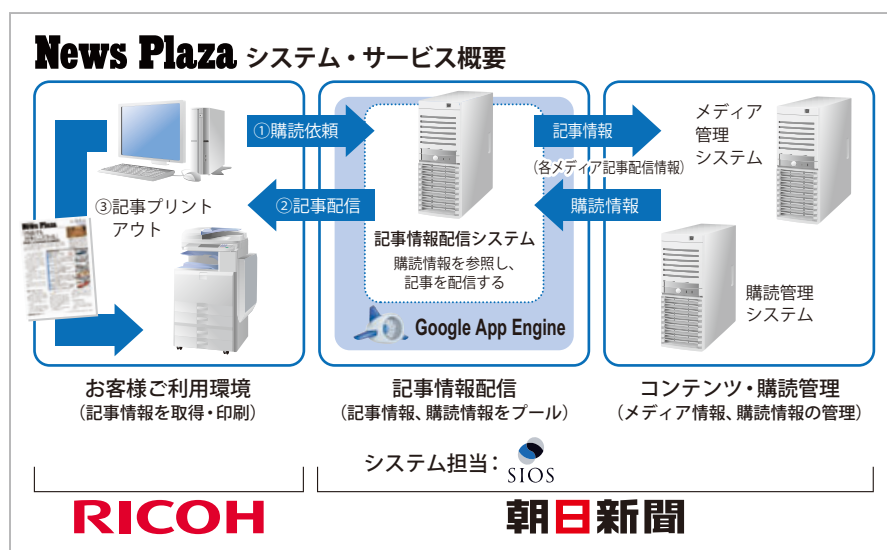 News Plaza システム・サービス概要
①購読依頼
②記事配信
③記事プリント
アウト
News Plaza
記事情報配信システム
購読情報を参照し、
記事を配信する
Google App Engine
記事情報
(各メディア記事配信情報)
購読情報
メディア
管理
システム
購読管理
システム
お客様ご利用環境
(記事情報を取得・印刷)
記事情報配信
(記事情報、購読情報をプール)
コンテンツ・購読管理
(メディア情報、購読情報の管理)
システム担当：SIOS
RICOH
朝日新聞